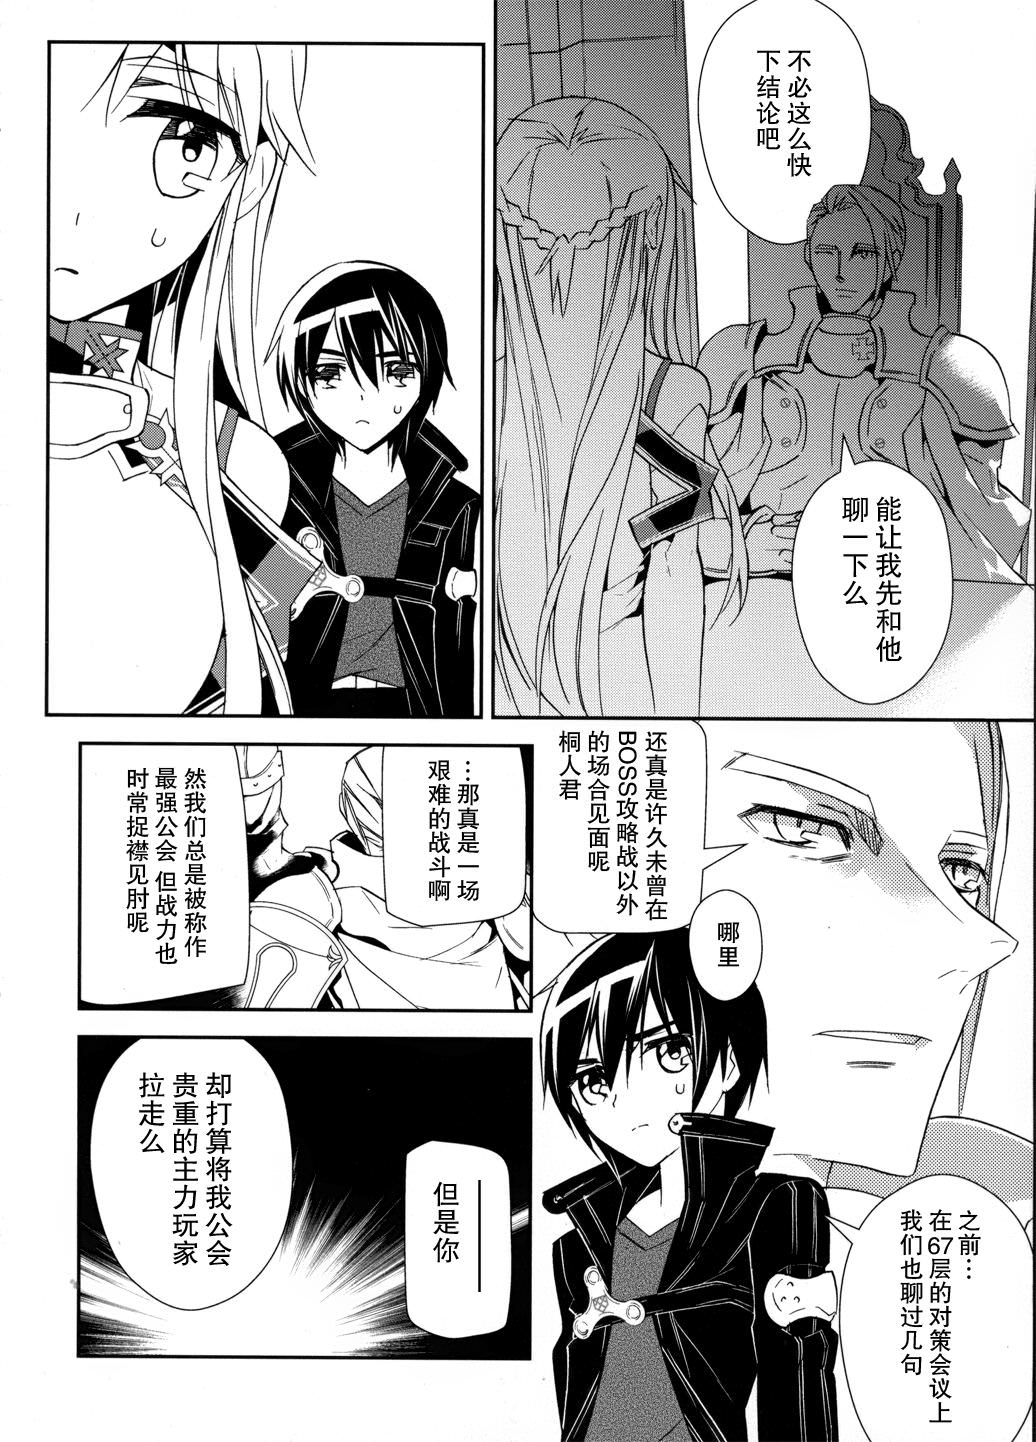 不必这么快
下结论吧
能让我先和他
聊一下么
还真是许久未曾在
BOSS攻略战以外
的场合见面呢
桐人君
哪里
之前…
在67层的对策会议上
我们也聊过几句
…那真是一场
艰难的战斗啊
然我们总是被称作
最强公会 但战力也
时常捉襟见肘呢
但是你——
却打算将我公会
贵重的主力玩家
拉走么